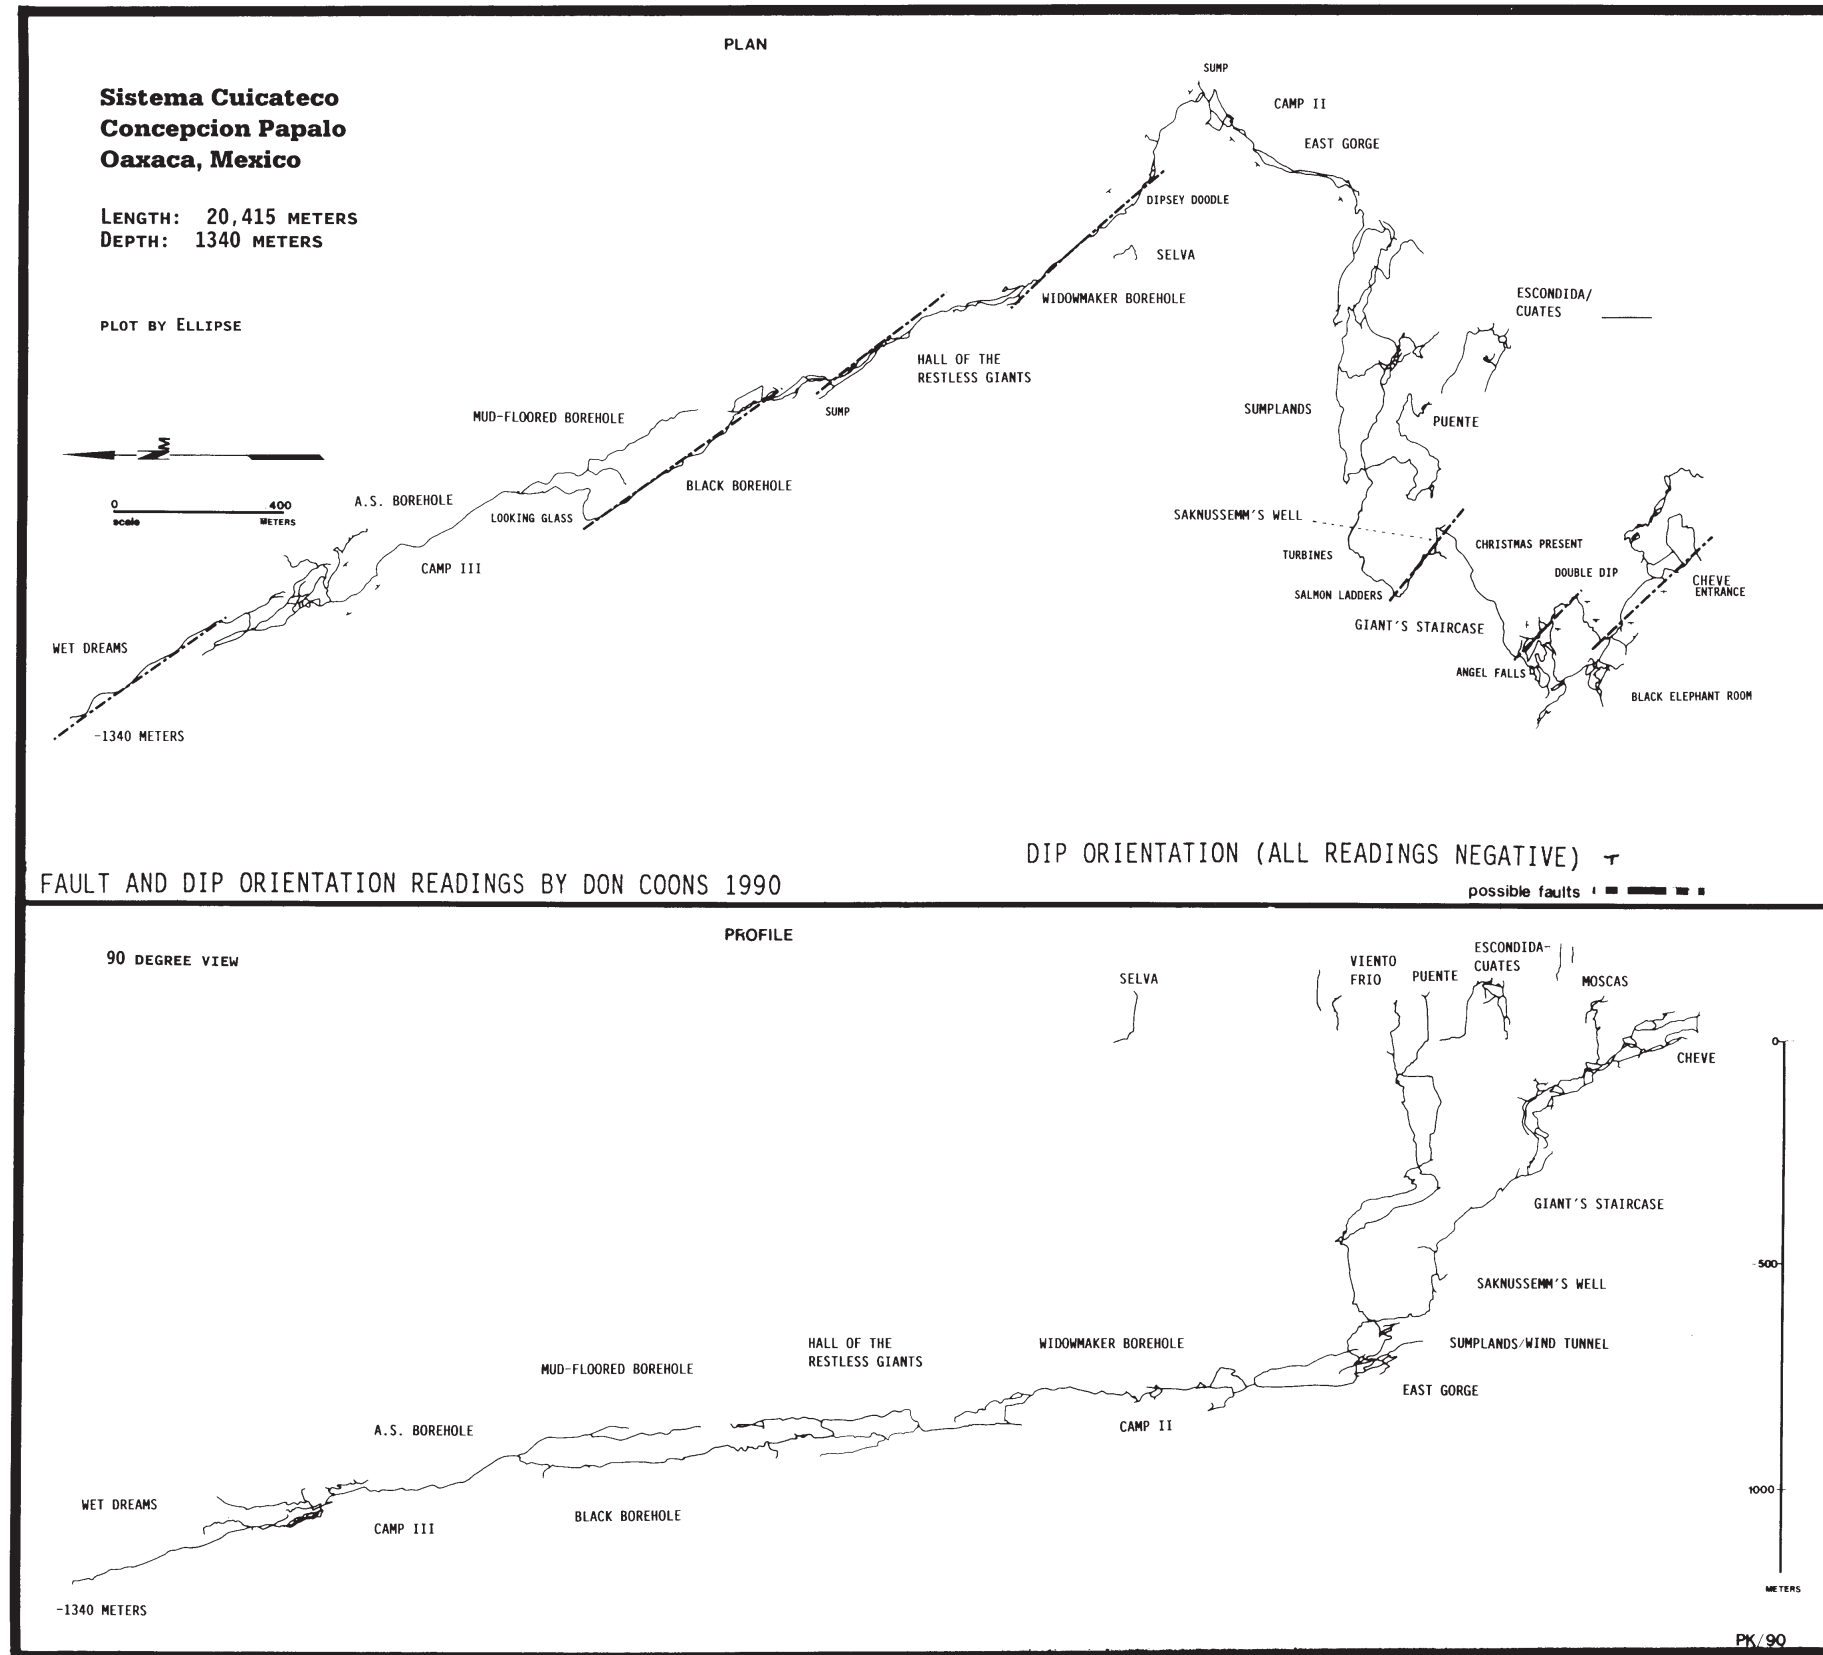 PLAN
Sistema Cuicateco
Concepcion Papalo
Oaxaca, Mexico
LENGTH: 20,415 METERS
DEPTH: 1340 METERS
PLOT BY ELLIPSE
SUMP
CAMP II
EAST GORGE
DIPSEY DOODLE
SELVA
WIDOWMAKER BOREHOLE
ESCONDIDA/
CUATES
HALL OF THE
RESTLESS GIANTS
SUMP
MUD-FLOORED BOREHOLE
SUMPLANDS
PUENTE
NM
BLACK BOREHOLE
A.S. BOREHOLE
0 400
scale METERS
LOOKING GLASS
SAKNUSSEMM'S WELL
CHRISTMAS PRESENT
TURBINES
CAMP III
DOUBLE DIP
CHEVE
ENTRANCE
SALMON LADDERS
GIANT'S STAIRCASE
WET DREAMS
ANGEL FALLS
BLACK ELEPHANT ROOM
-1340 METERS
DIP ORIENTATION (ALL READINGS NEGATIVE)
FAULT AND DIP ORIENTATION READINGS BY DON COONS 1990
possible faults
PROFILE
90 DEGREE VIEW
SELVA
VIENTO
FRIO
PUENTE
ESCONDIDA-
CUATES
MOSCAS
0
CHEVE
GIANT'S STAIRCASE
-500
SAKNUSSEMM'S WELL
HALL OF THE
RESTLESS GIANTS
WIDOWMAKER BOREHOLE
SUMPLANDS/WIND TUNNEL
MUD-FLOORED BOREHOLE
EAST GORGE
A.S. BOREHOLE
CAMP II
1000
WET DREAMS
BLACK BOREHOLE
CAMP III
METERS
-1340 METERS
PK/90